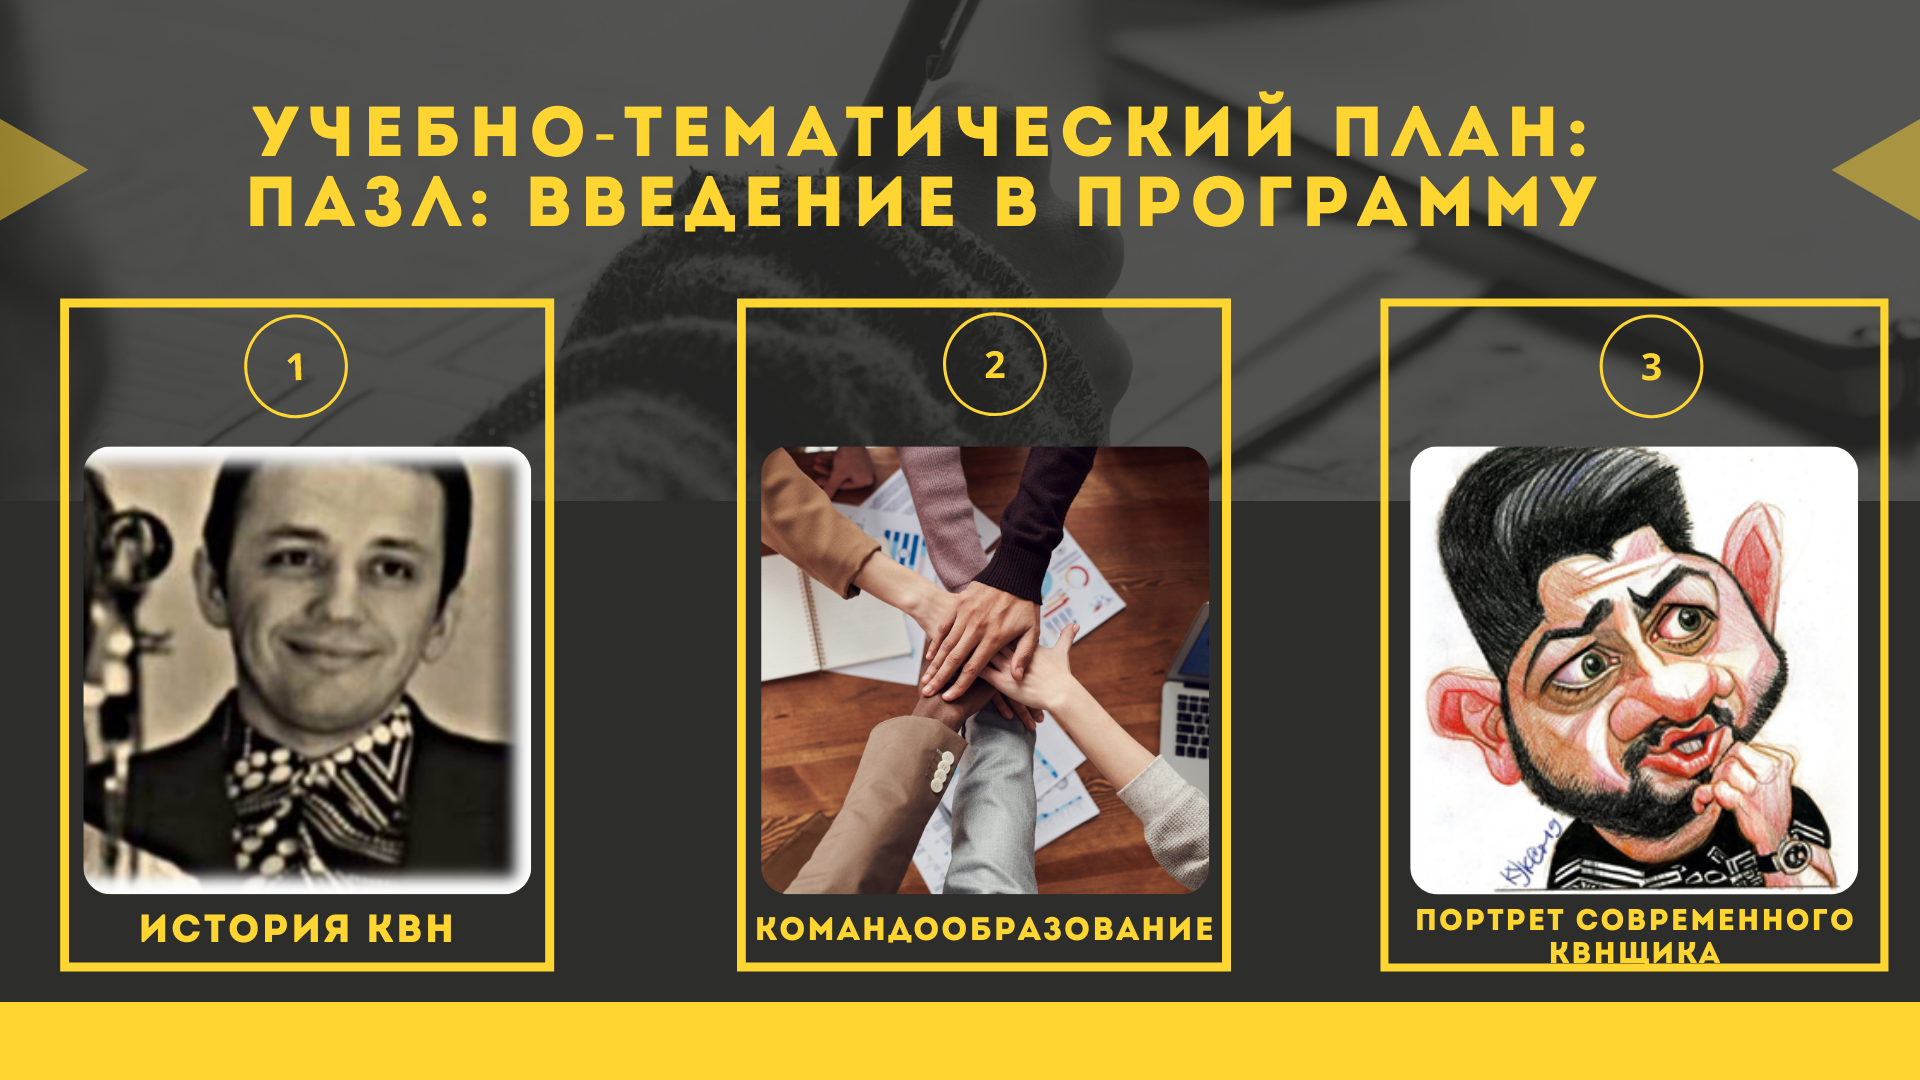 УЧЕБНО-ТЕМАТИЧЕСКИЙ ПЛАН:
ПАЗЛ: ВВЕДЕНИЕ В ПРОГРАММУ
1
2
3
ИСТОРИЯ КВН
КОМАНДООБРАЗОВАНИЕ
ПОРТРЕТ СОВРЕМЕННОГО
КВНЩИКА